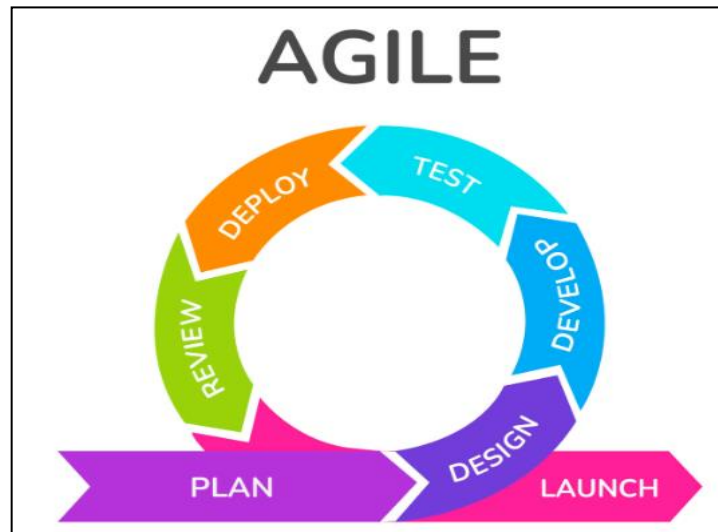 AGILE
PLAN
DESIGN
DEVELOP
TEST
DEPLOY
REVIEW
LAUNCH